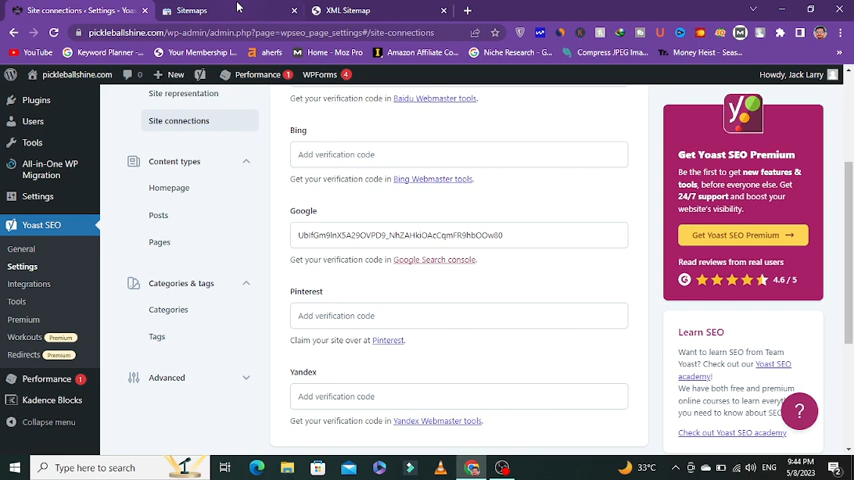 Site connections ‹ Settings - Yoa
Sitemaps
XML Sitemap
pickleballshine.com/wp-admin/admin.php?page=wpseo_page_settings#/site-connections
YouTube
Keyword Planner -
Your Membership
aherfs
Home - Moz Pro
Amazon Affiliate Co...
Niche Research - G...
Compress JPEG Ima...
Money Heist - Seas...
pickleballshine.com
0
New
Performance 1
WPForms 4
Howdy, Jack Larry
Plugins
Users
Tools
All-in-One WP
Migration
Settings
Yoast SEO
General
Settings
Integrations
Tools
Premium
Workouts Premium
Redirects Premium
Performance 1
Kadence Blocks
Collapse menu
Site representation
Site connections
Content types
Homepage
Posts
Pages
Categories & tags
Categories
Tags
Advanced
Get your verification code in Baidu Webmaster tools.
Bing
Add verification code
Get your verification code in Bing Webmaster tools.
Google
Get your verification code in Google Search console.
Pinterest
Add verification code
Claim your site over at Pinterest.
Yandex
Add verification code
Get your verification code in Yandex Webmaster tools.
Get Yoast SEO Premium
Be the first to get new features &
tools, before everyone else. Get
24/7 support and boost your
website's visibility.
Get Yoast SEO Premium
Read reviews from real users
G
4.6 / 5
Learn SEO
Want to learn SEO from Team
Yoast? Check out our Yoast SEO
academy!
We have both free and premium
online courses to learn
you need to know about SEO.
Check out Yoast SEO academy
?
Type here to search
33°C
ENG
9:44 PM
5/8/2023
2